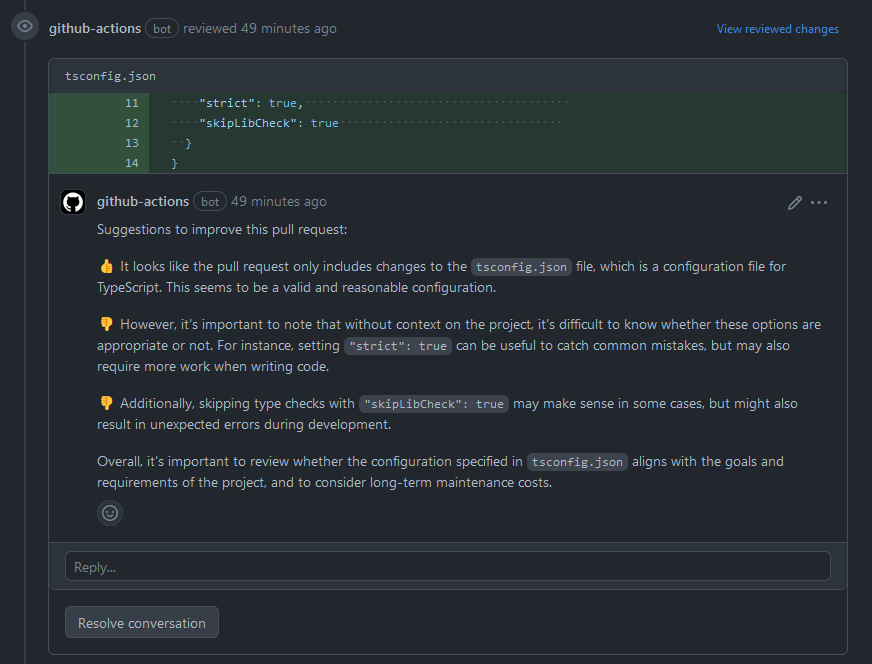 github-actions bot reviewed 49 minutes ago
View reviewed changes
tsconfig.json
11 ····"strict": true,······································
12 ····"skipLibCheck": true································
13 ··}
14 }
github-actions bot 49 minutes ago
Suggestions to improve this pull request:
👍 It looks like the pull request only includes changes to the tsconfig.json file, which is a configuration file for
TypeScript. This seems to be a valid and reasonable configuration.
👎 However, it's important to note that without context on the project, it's difficult to know whether these options are
appropriate or not. For instance, setting "strict": true can be useful to catch common mistakes, but may also
require more work when writing code.
👎 Additionally, skipping type checks with "skipLibCheck": true may make sense in some cases, but might also
result in unexpected errors during development.
Overall, it's important to review whether the configuration specified in tsconfig.json aligns with the goals and
requirements of the project, and to consider long-term maintenance costs.
Reply...
Resolve conversation